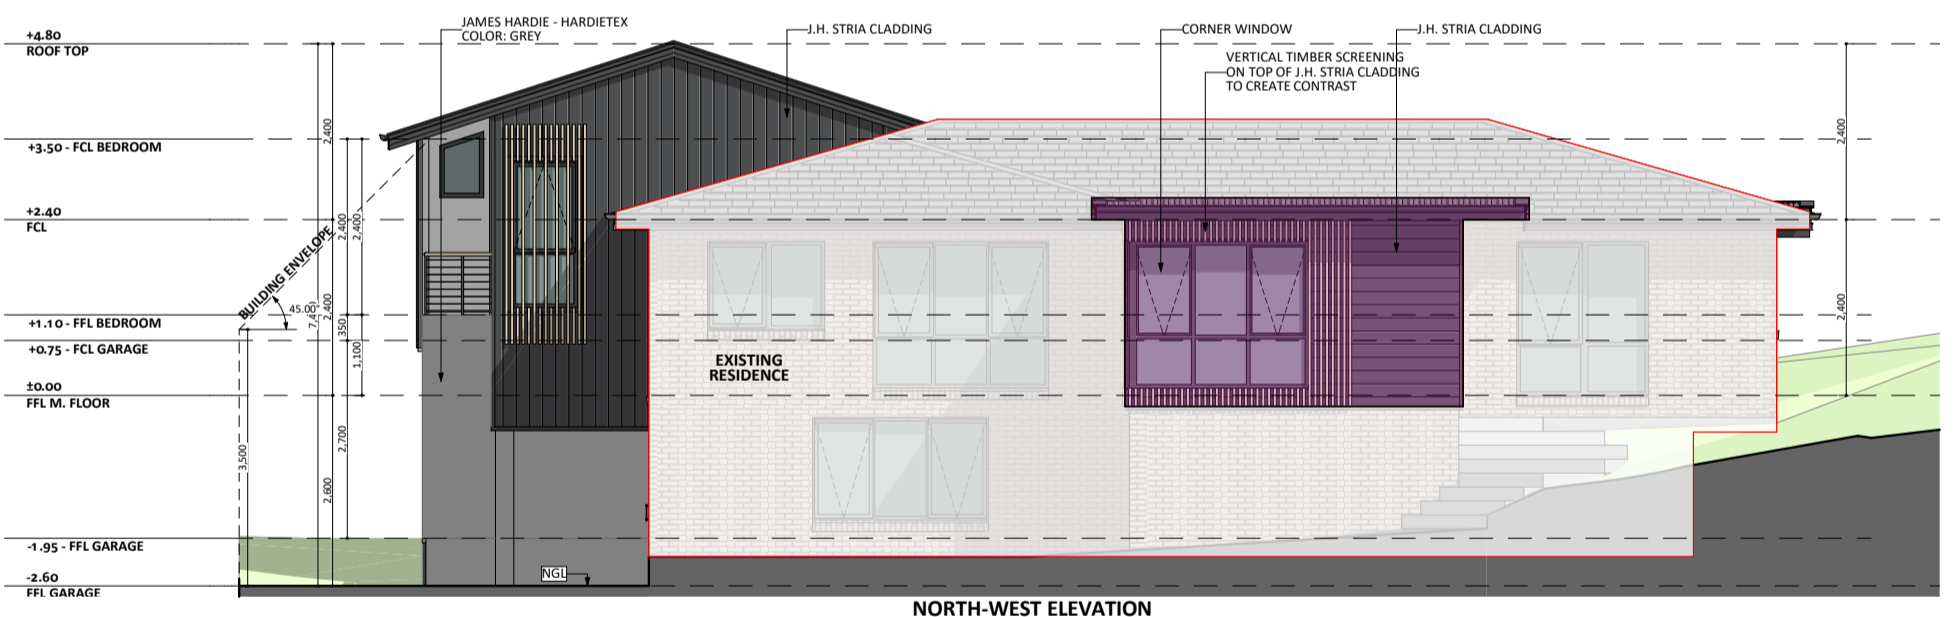 +4.80
ROOF TOP
JAMES HARDIE - HARDIETEX
COLOR: GREY
J.H. STRIA CLADDING
CORNER WINDOW
J.H. STRIA CLADDING
VERTICAL TIMBER SCREENING
ON TOP OF J.H. STRIA CLADDING
TO CREATE CONTRAST
2,400
2,400
+3.50 - FCL BEDROOM
+2.40
FCL
2,400
2,400
BUILDING ENVELOPE
45.00
+1.10 - FFL BEDROOM
2,400
2,400
350
+0.75 - FCL GARAGE
1,100
EXISTING
RESIDENCE
±0.00
FFL M. FLOOR
2,700
3,500
2,600
-1.95 - FFL GARAGE
NGL
-2.60
FFL GARAGE
NORTH-WEST ELEVATION